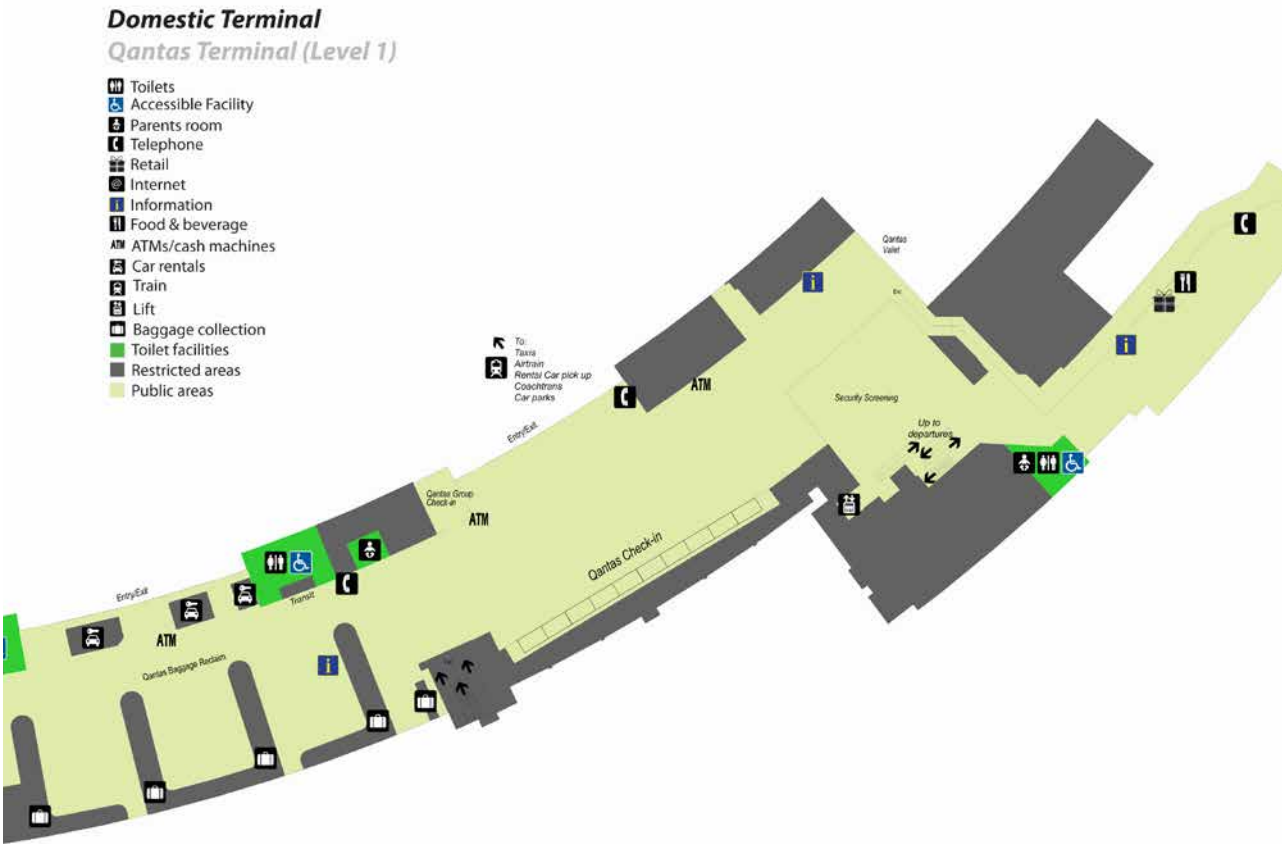 Domestic Terminal
Qantas Terminal (Level 1)
Toilets
Accessible Facility
Parents room
Telephone
Retail
Internet
Information
Food & beverage
ATM ATMs/cash machines
Car rentals
Train
Lift
Baggage collection
Toilet facilities
Restricted areas
Public areas
Qantas
Valet
To:
Taxis
Airtrain
Rental Car pick up
Coachtrans
Car parks
ATM
Security Screening
Up to
departures
Entry/Exit
Qantas Group
Check-in
ATM
Qantas Check-in
Entry/Exit
Transit
ATM
Qantas Baggage Reclaim